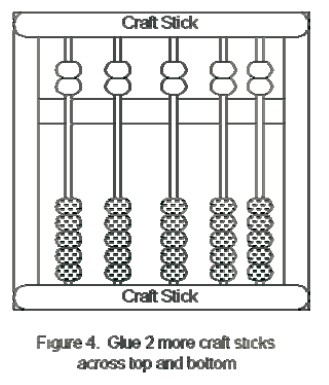 Craft Stick
Craft Stick
Figure 4. Glue 2 more craft sticks
across top and bottom